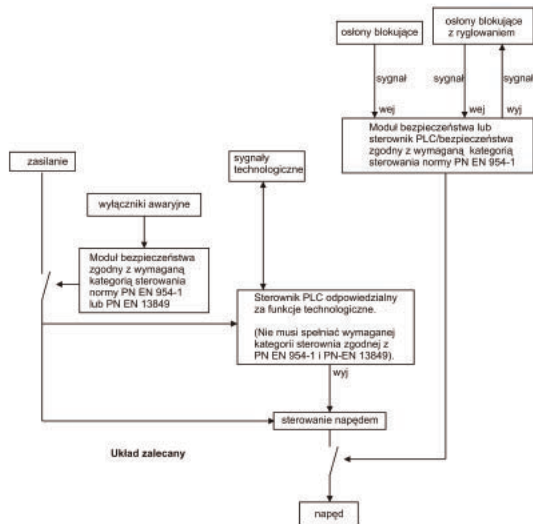 osłony blokujące
osłony blokujące
z ryglowaniem
sygnał
sygnał
sygnał
wej
wej
wyj
Moduł bezpieczeństwa lub
sterownik PLC/bezpieczeństwa
zgodny z wymaganą kategorią
sterowania normy PN EN 954-1
zasilanie
sygnały
technologiczne
wyłączniki awaryjne
Moduł bezpieczeństwa
zgodny z wymaganą
kategorią sterowania
normy PN EN 954-1
lub PN EN 13849
Sterownik PLC odpowiedzialny
za funkcje technologiczne.
(Nie musi spełniać wymaganej
kategorii sterownia zgodnej z
PN EN 954-1 i PN-EN 13849).
wyj
sterowanie napędem
Układ zalecany
napęd